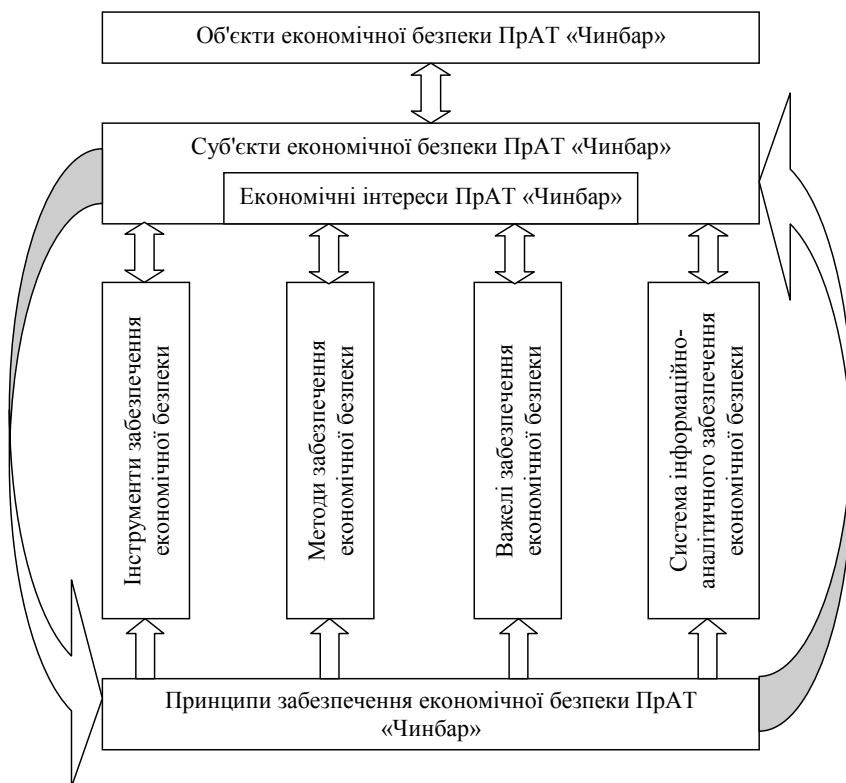 Об'єкти економічної безпеки ПрАТ «Чинбар»
Суб'єкти економічної безпеки ПрАТ «Чинбар»
Економічні інтереси ПрАТ «Чинбар»
Інструменти забезпечення
економічної безпеки
Методи забезпечення
економічної безпеки
Важелі забезпечення
економічної безпеки
Система інформаційно-
аналітичного забезпечення
економічної безпеки
Принципи забезпечення економічної безпеки ПрАТ
«Чинбар»